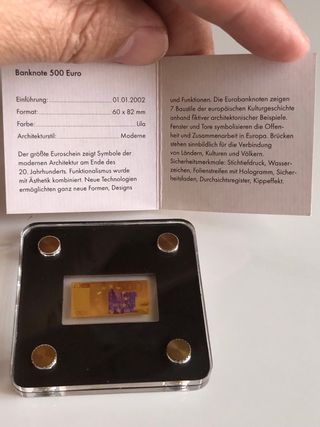 Banknote 500 Euro
Einführung: 01.01.2002
Format: 60 x 82 mm
Farbe: Lila
Architekturstil: Moderne
Der größte Euroschein zeigt Symbole der
modernen Architektur am Ende des
20. Jahrhunderts. Funktionalismus wurde
mit Ästhetik kombiniert. Neue Technologien
ermöglichten ganz neue Formen, Designs
und Funktionen. Die Eurobanknoten zeigen
7 Baustile der europäischen Kulturgeschichte
anhand fiktiver architektonischer Beispiele.
Fenster und Tore symbolisieren die Offen-
heit und Zusammenarbeit in Europa. Brücken
stehen sinnbildlich für die Verbindung
von Ländern, Kulturen und Völkern.
Sicherheitsmerkmale: Stichtiefdruck, Wasser-
zeichen, Folienstreifen mit Hologramm, Sicher-
heitsfaden, Durchsichtsregister, Kippeffekt.